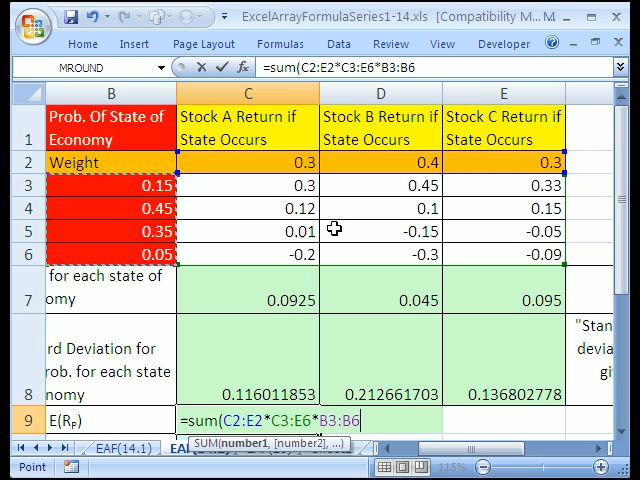 ExcelArrayFormulaSeries1-14.xls [Compatibility M...
Home Insert Page Layout Formulas Data Review View Developer
MROUND =sum(C2:E2*C3:E6*B3:B6
B C D E
1 Prob. Of State of Economy Stock A Return if State Occurs Stock B Return if State Occurs Stock C Return if State Occurs
2 Weight 0.3 0.4 0.3
3 0.15 0.3 0.45 0.33
4 0.45 0.12 0.1 0.15
5 0.35 0.01 -0.15 -0.05
6 0.05 -0.2 -0.3 -0.09
7 for each state of omy 0.0925 0.045 0.095
8 rd Deviation for rob. for each state nomy 0.116011853 0.212661703 0.136802778 "Stan devia gi
9 E(RP) =sum(C2:E2*C3:E6*B3:B6
SUM(number1, [number2], ...)
EAF(14.1)
Point 115%